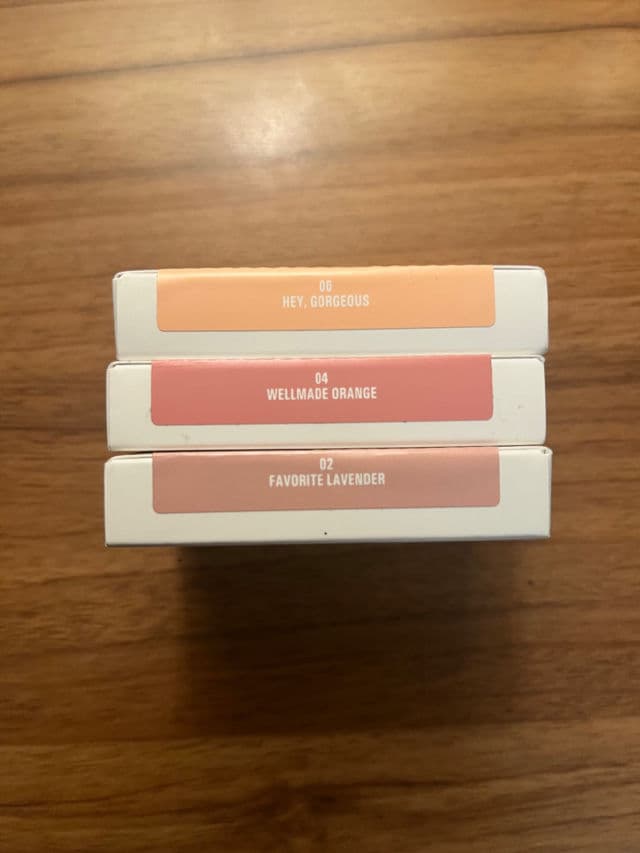 06
HEY, GORGEOUS
04
WELLMADE ORANGE
02
FAVORITE LAVENDER